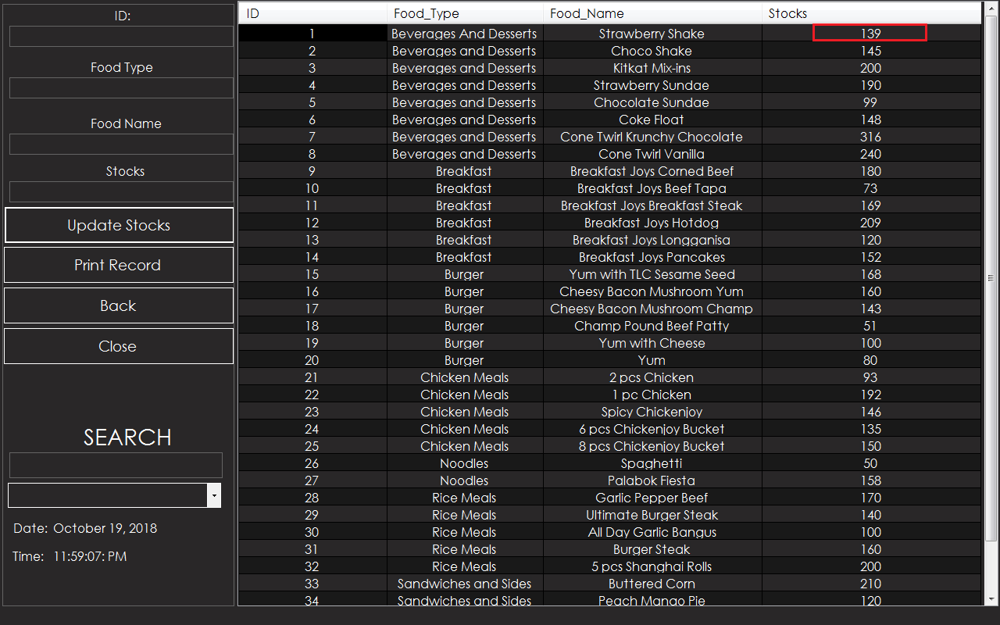 ID:
Food Type
Food Name
Stocks
Update Stocks
Print Record
Back
Close
SEARCH
Date: October 19, 2018
Time: 11:59:07: PM
ID Food_Type Food_Name Stocks
1 Beverages And Desserts Strawberry Shake 139
2 Beverages and Desserts Choco Shake 145
3 Beverages and Desserts Kitkat Mix-ins 200
4 Beverages and Desserts Strawberry Sundae 190
5 Beverages and Desserts Chocolate Sundae 99
6 Beverages and Desserts Coke Float 148
7 Beverages and Desserts Cone Twirl Krunchy Chocolate 316
8 Beverages and Desserts Cone Twirl Vanilla 240
9 Breakfast Breakfast Joys Corned Beef 180
10 Breakfast Breakfast Joys Beef Tapa 73
11 Breakfast Breakfast Joys Breakfast Steak 169
12 Breakfast Breakfast Joys Hotdog 209
13 Breakfast Breakfast Joys Longganisa 120
14 Breakfast Breakfast Joys Pancakes 152
15 Burger Yum with TLC Sesame Seed 168
16 Burger Cheesy Bacon Mushroom Yum 160
17 Burger Cheesy Bacon Mushroom Champ 143
18 Burger Champ Pound Beef Patty 51
19 Burger Yum with Cheese 100
20 Burger Yum 80
21 Chicken Meals 2 pcs Chicken 93
22 Chicken Meals 1 pc Chicken 192
23 Chicken Meals Spicy Chickenjoy 146
24 Chicken Meals 6 pcs Chickenjoy Bucket 135
25 Chicken Meals 8 pcs Chickenjoy Bucket 150
26 Noodles Spaghetti 50
27 Noodles Palabok Fiesta 158
28 Rice Meals Garlic Pepper Beef 170
29 Rice Meals Ultimate Burger Steak 140
30 Rice Meals All Day Garlic Bangus 100
31 Rice Meals Burger Steak 160
32 Rice Meals 5 pcs Shanghai Rolls 200
33 Sandwiches and Sides Buttered Corn 210
34 Sandwiches and Sides Peach Mango Pie 120